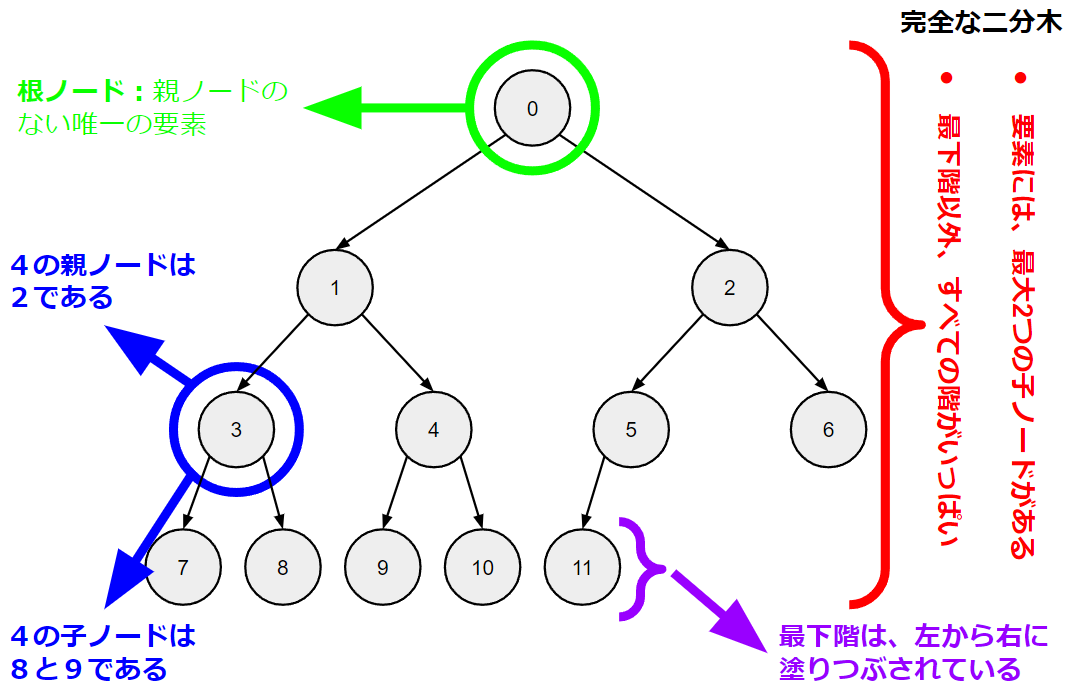 完全な二分木
根ノード：親ノードの
ない唯一の要素
0
1
2
4の親ノードは
2である
3
4
5
6
7
8
9
10
11
4の子ノードは
8と9である
• 要素には、最大2つの子ノードがある
• 最下階以外、すべての階がいっぱい
最下階は、左から右に
塗りつぶされている